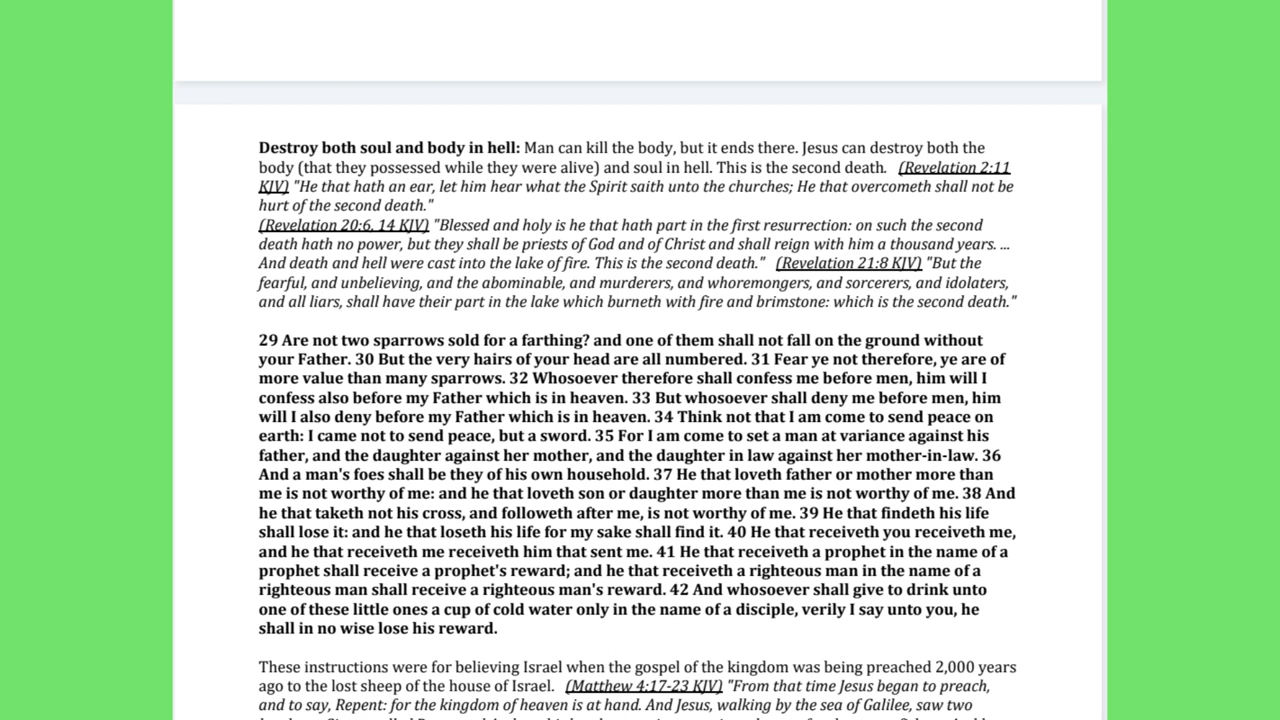 Destroy both soul and body in hell: Man can kill the body, but it ends there. Jesus can destroy both the
body (that they possessed while they were alive) and soul in hell. This is the second death. (Revelation 2:11
KJV) "He that hath an ear, let him hear what the Spirit saith unto the churches; He that overcometh shall not be
hurt of the second death."
(Revelation 20:6, 14 KJV) "Blessed and holy is he that hath part in the first resurrection: on such the second
death hath no power, but they shall be priests of God and of Christ and shall reign with him a thousand years. ...
And death and hell were cast into the lake of fire. This is the second death." (Revelation 21:8 KJV) "But the
fearful, and unbelieving, and the abominable, and murderers, and whoremongers, and sorcerers, and idolaters,
and all liars, shall have their part in the lake which burneth with fire and brimstone: which is the second death."
29 Are not two sparrows sold for a farthing? and one of them shall not fall on the ground without
your Father. 30 But the very hairs of your head are all numbered. 31 Fear ye not therefore, ye are of
more value than many sparrows. 32 Whosoever therefore shall confess me before men, him will I
confess also before my Father which is in heaven. 33 But whosoever shall deny me before men, him
will I also deny before my Father which is in heaven. 34 Think not that I am come to send peace on
earth: I came not to send peace, but a sword. 35 For I am come to set a man at variance against his
father, and the daughter against her mother, and the daughter in law against her mother-in-law. 36
And a man's foes shall be they of his own household. 37 He that loveth father or mother more than
me is not worthy of me: and he that loveth son or daughter more than me is not worthy of me. 38 And
he that taketh not his cross, and followeth after me, is not worthy of me. 39 He that findeth his life
shall lose it: and he that loseth his life for my sake shall find it. 40 He that receiveth you receiveth me,
and he that receiveth me receiveth him that sent me. 41 He that receiveth a prophet in the name of a
prophet shall receive a prophet's reward; and he that receiveth a righteous man in the name of a
righteous man shall receive a righteous man's reward. 42 And whosoever shall give to drink unto
one of these little ones a cup of cold water only in the name of a disciple, verily I say unto you, he
shall in no wise lose his reward.
These instructions were for believing Israel when the gospel of the kingdom was being preached 2,000 years
ago to the lost sheep of the house of Israel. (Matthew 4:17-23 KJV) "From that time Jesus began to preach,
and to say, Repent: for the kingdom of heaven is at hand. And Jesus, walking by the sea of Galilee, saw two